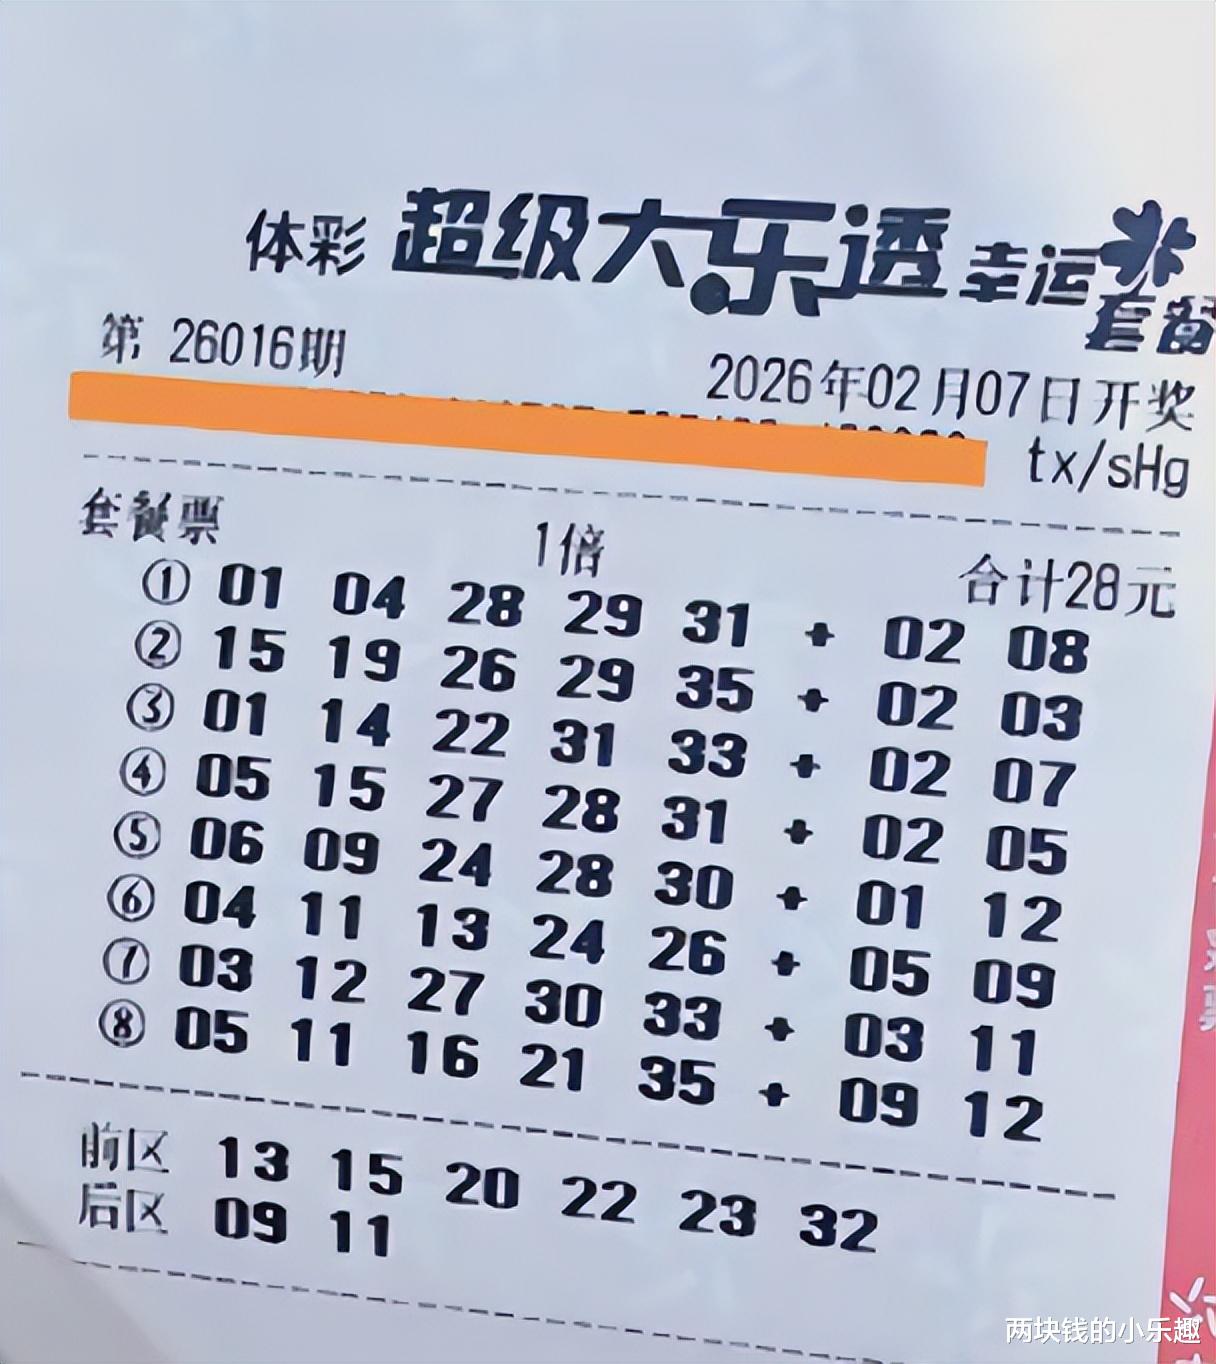 体彩 超级大乐透 幸运套餐
第 26016期 2026年02月07日开奖
tx/sHg
套餐票 1倍 合计28元
① 01 04 28 29 31 + 02 08
② 15 19 26 29 35 + 02 03
③ 01 14 22 31 33 + 02 07
④ 05 15 27 28 31 + 02 05
⑤ 06 09 24 28 30 + 01 12
⑥ 04 11 13 24 26 + 05 09
⑦ 03 12 27 30 33 + 03 11
⑧ 05 11 16 21 35 + 09 12
前区 13 15 20 22 23 32
后区 09 11
两块钱的小乐趣